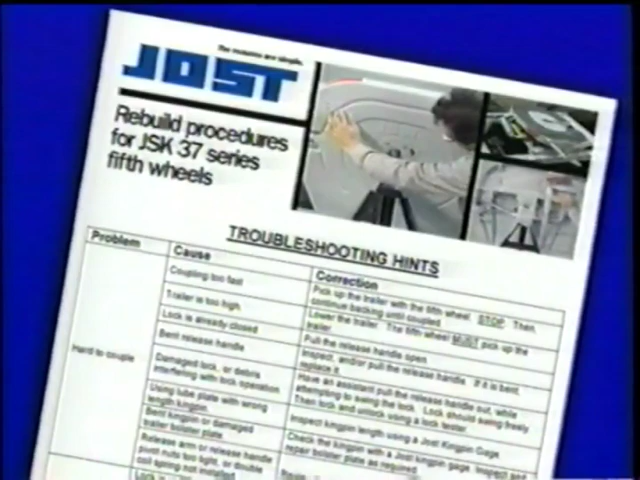 The reasons are simple.
JOST
Rebuild procedures
for JSK 37 series
fifth wheels
TROUBLESHOOTING HINTS
Problem Cause Correction
Hard to couple
Coupling too fast
Pick up the trailer with the fifth wheel. STOP. Then,
continue backing until coupled.
Trailer is too high.
Lower the trailer. The fifth wheel MUST pick up the
trailer.
Lock is already closed
Pull the release handle open.
Bent release handle
Inspect, and/or pull the release handle. If it is bent,
replace it.
Damaged lock, or debris
interfering with lock operation.
Have an assistant pull the release handle out, while
attempting to swing the lock. Lock should swing freely
Then lock and unlock using a lock tester
Using lube plate with wrong
length kingpin.
Inspect kingpin length using a Jost Kingpin Gage
Bent kingpin or damaged
trailer bolster plate.
Check the kingpin with a Jost kingpin gage. Inspect and
repair bolster plate as required.
Release arm or release handle
pivot nuts too tight, or double
coil spring not installed.
Lock is